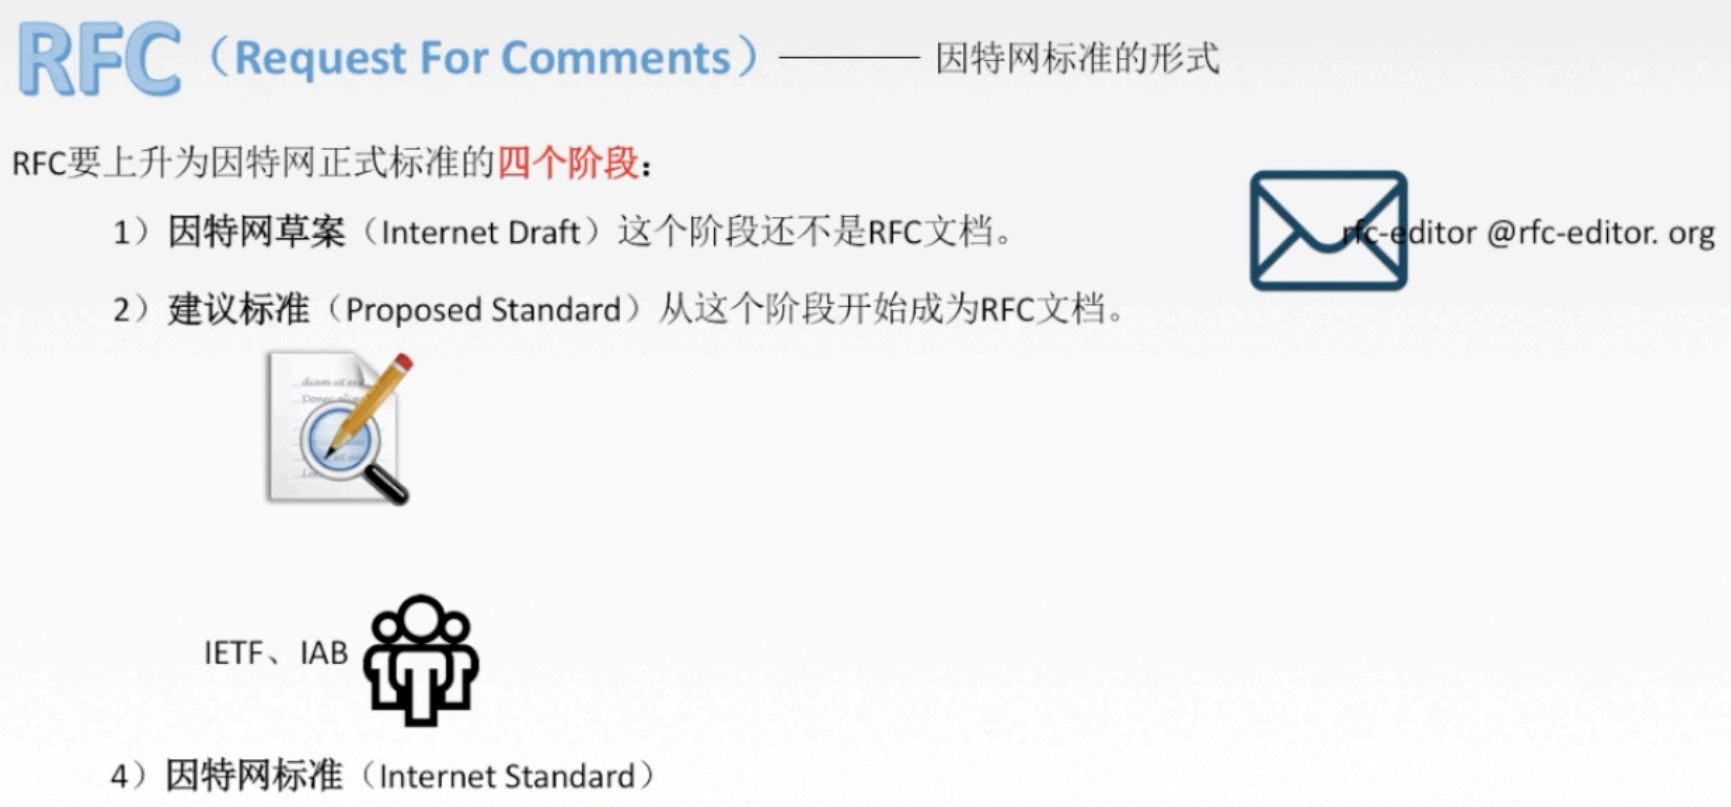 RFC（Request For Comments）—— 因特网标准的形式
RFC要上升为因特网正式标准的四个阶段：
1）因特网草案（Internet Draft）这个阶段还不是RFC文档。
rfc-editor @rfc-editor. org
2）建议标准（Proposed Standard）从这个阶段开始成为RFC文档。
IETF、IAB
4）因特网标准（Internet Standard）